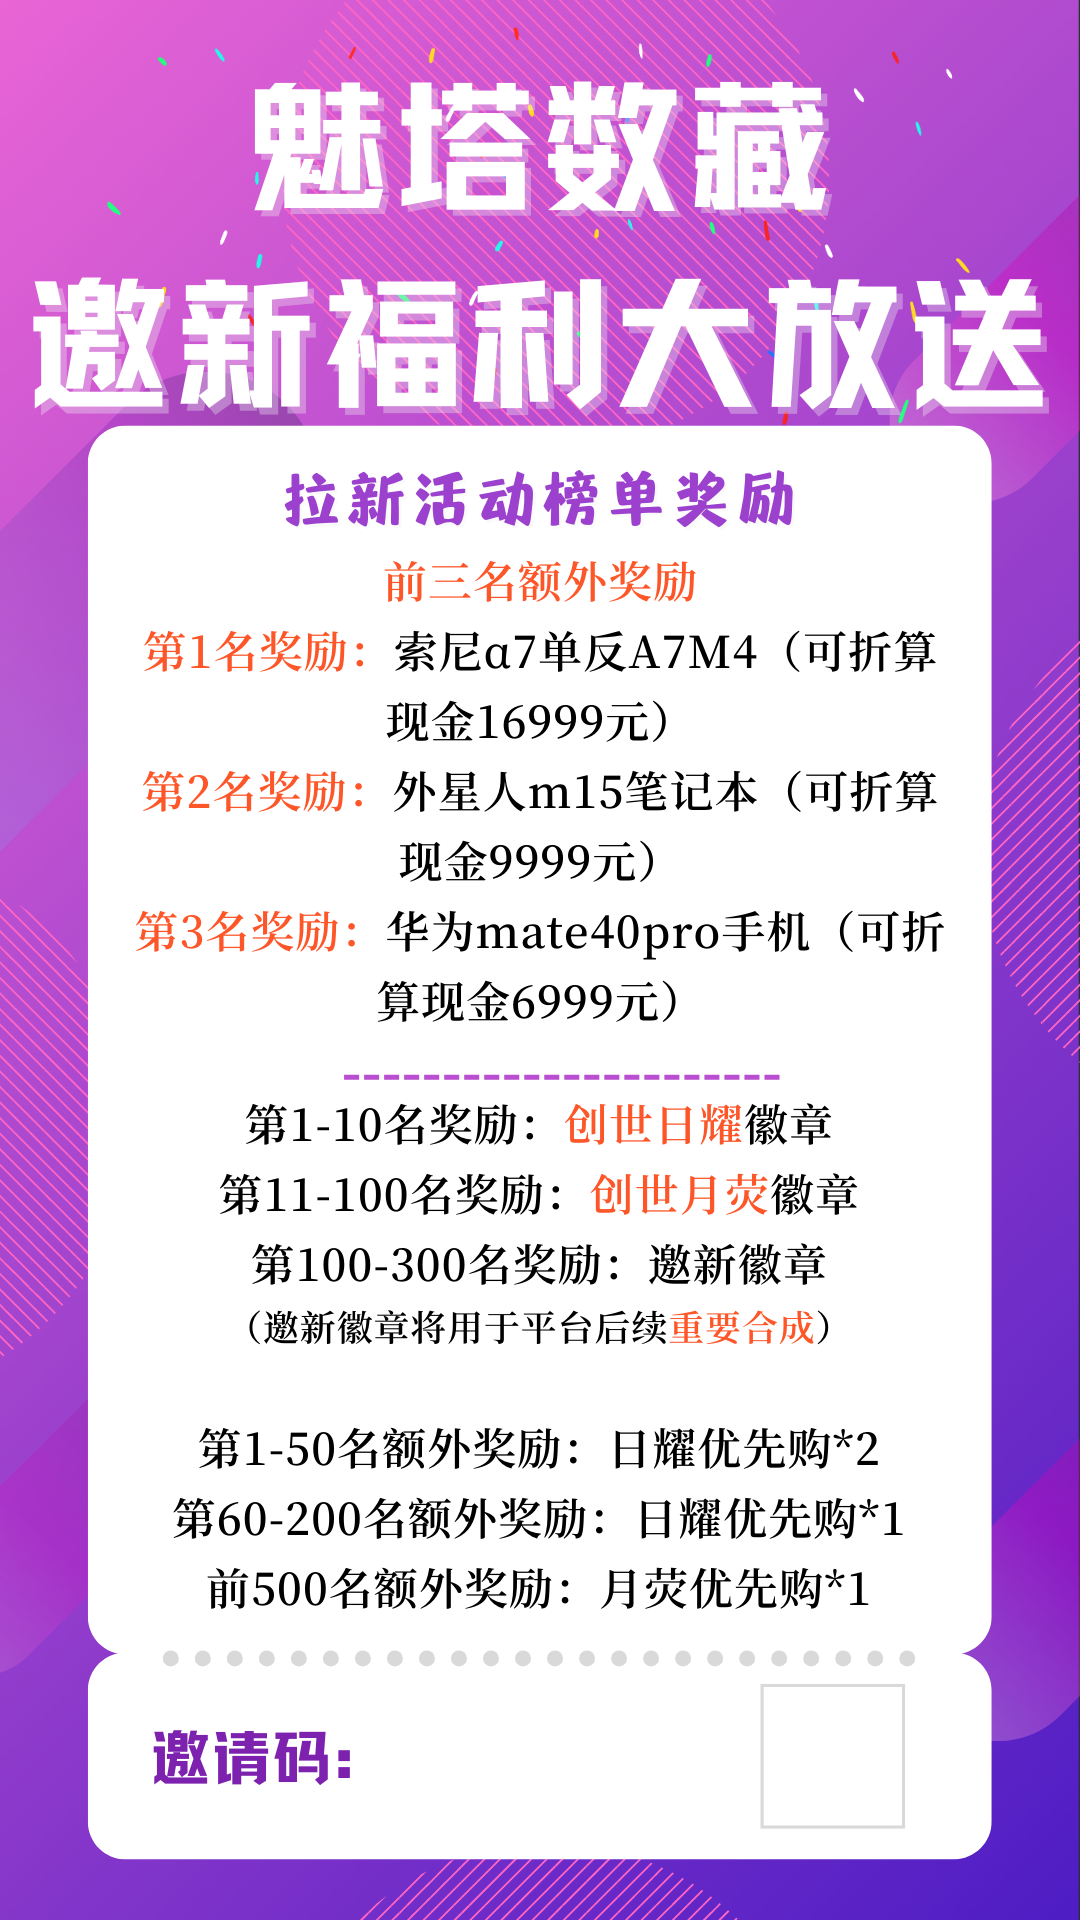 魅塔数藏
邀新福利大放送
拉新活动榜单奖励
前三名额外奖励
第1名奖励：索尼α7单反A7M4（可折算
现金16999元）
第2名奖励：外星人m15笔记本（可折算
现金9999元）
第3名奖励：华为mate40pro手机（可折
算现金6999元）
----------------------
第1-10名奖励：创世日耀徽章
第11-100名奖励：创世月荧徽章
第100-300名奖励：邀新徽章
（邀新徽章将用于平台后续重要合成）
第1-50名额外奖励：日耀优先购*2
第60-200名额外奖励：日耀优先购*1
前500名额外奖励：月荧优先购*1
邀请码: